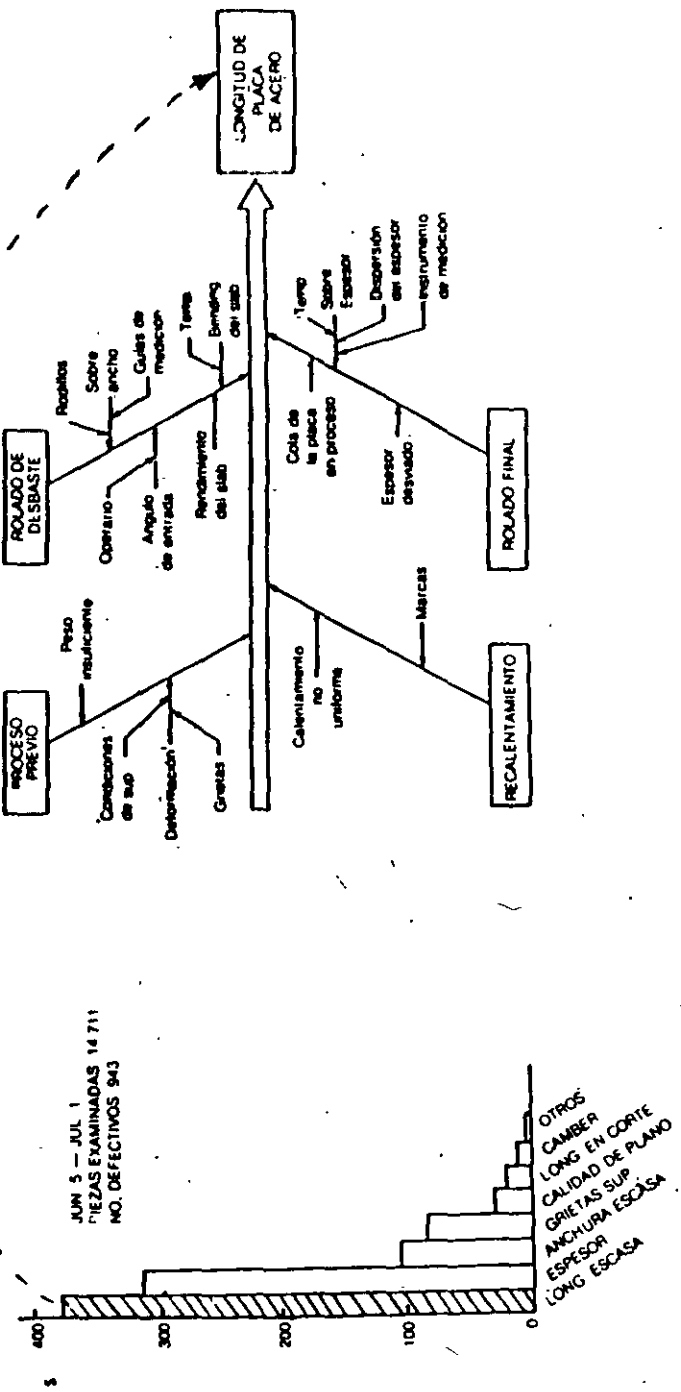 JUN 5 — JUL 1
PIEZAS EXAMINADAS 14 711
NO. DEFECTIVOS 943
400
300
200
100
0
s
LONG ESCASA
ESPESOR
ANCHURA ESCASA
GRIETAS SUP
CALIDAD DE PLANO
LONG EN CORTE
CAMBER
OTROS
PROCESO
PREVIO
Peso
insuficiente
Condiciones
de sup
Deformación
Grietas
ROLADO DE
DESBASTE
Rodillos
Sobre
ancho
Guias de
medición
Operario
Angulo
de entrada
Temp
Bending
del slab
Rendimiento
del slab
LONGITUD DE
PLACA
DE ACERO
RECALENTAMIENTO
Calentamiento
no
uniforme
Marcas
ROLADO FINAL
Cola de
la placa
en proceso
Espesor
desviado
Temp
Sobre
Espesor
Dispersión
del espesor
Instrumento
de medición